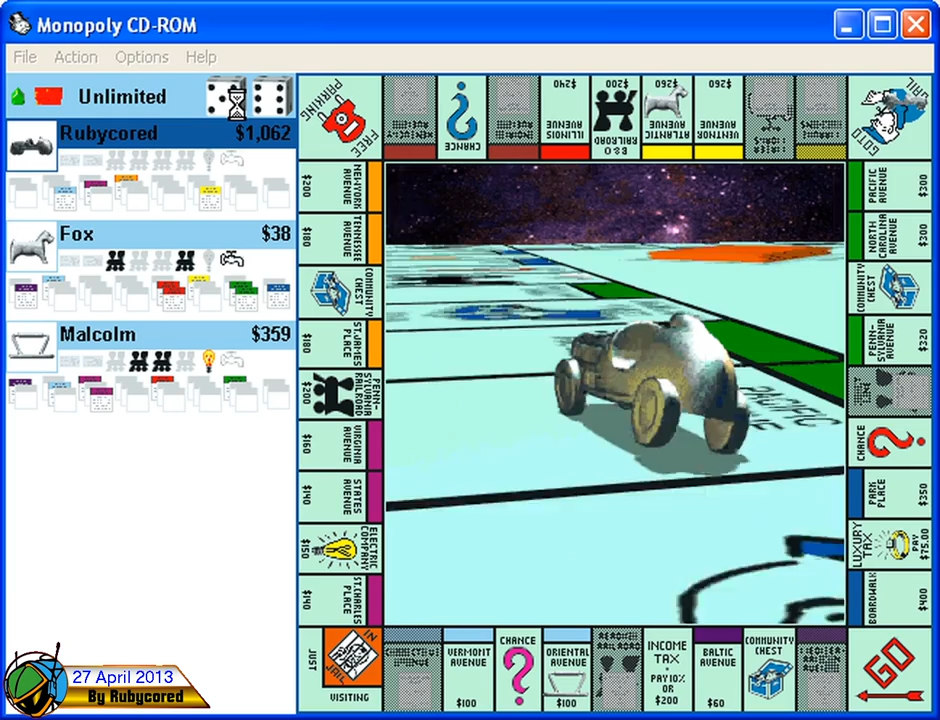 Monopoly CD-ROM
File Action Options Help
Unlimited
Rubycored $1,062
Fox $38
Malcolm $359
FREE
PARKING
CHANCE
ILLINOIS
AVENUE
$240
B & O
RAILROAD
$200
ATLANTIC
AVENUE
$260
VENTNOR
AVENUE
$260
GO TO
JAIL
NEW YORK
AVENUE
$200
TENNESSEE
AVENUE
$180
COMMUNITY
CHEST
ST. JAMES
PLACE
$180
PENN-
SYLVANIA
RAILROAD
$200
VIRGINIA
AVENUE
$160
STATES
AVENUE
$140
ELECTRIC
COMPANY
$150
ST. CHARLES
PLACE
$140
PACIFIC
PACIFIC
AVENUE
$300
NORTH
CAROLINA
AVENUE
$300
COMMUNITY
CHEST
PENN-
SYLVANIA
AVENUE
$320
CHANCE
PARK
PLACE
$350
LUXURY
TAX
PAY
$75.00
BOARDWALK
$400
JUST
IN
JAIL
VISITING
VERMONT
AVENUE
$100
CHANCE
ORIENTAL
AVENUE
$100
INCOME
TAX
PAY 10%
OR
$200
BALTIC
AVENUE
$60
COMMUNITY
CHEST
GO
27 April 2013
By Rubycored